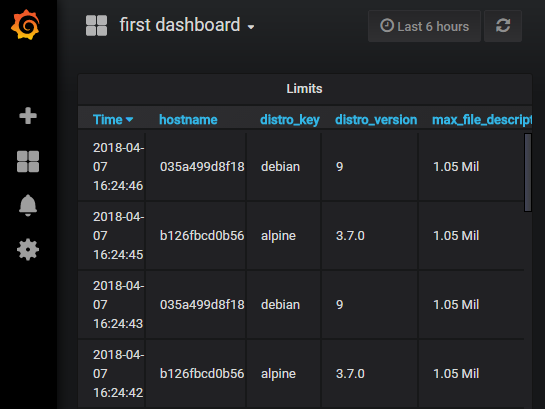 first dashboard
Last 6 hours
Limits
Time hostname distro_key distro_version max_file_descript
2018-04-
07 035a499d8f18 debian 9 1.05 Mil
16:24:46
2018-04-
07 b126fbcd0b56 alpine 3.7.0 1.05 Mil
16:24:45
2018-04-
07 035a499d8f18 debian 9 1.05 Mil
16:24:43
2018-04-
07 b126fbcd0b56 alpine 3.7.0 1.05 Mil
16:24:42